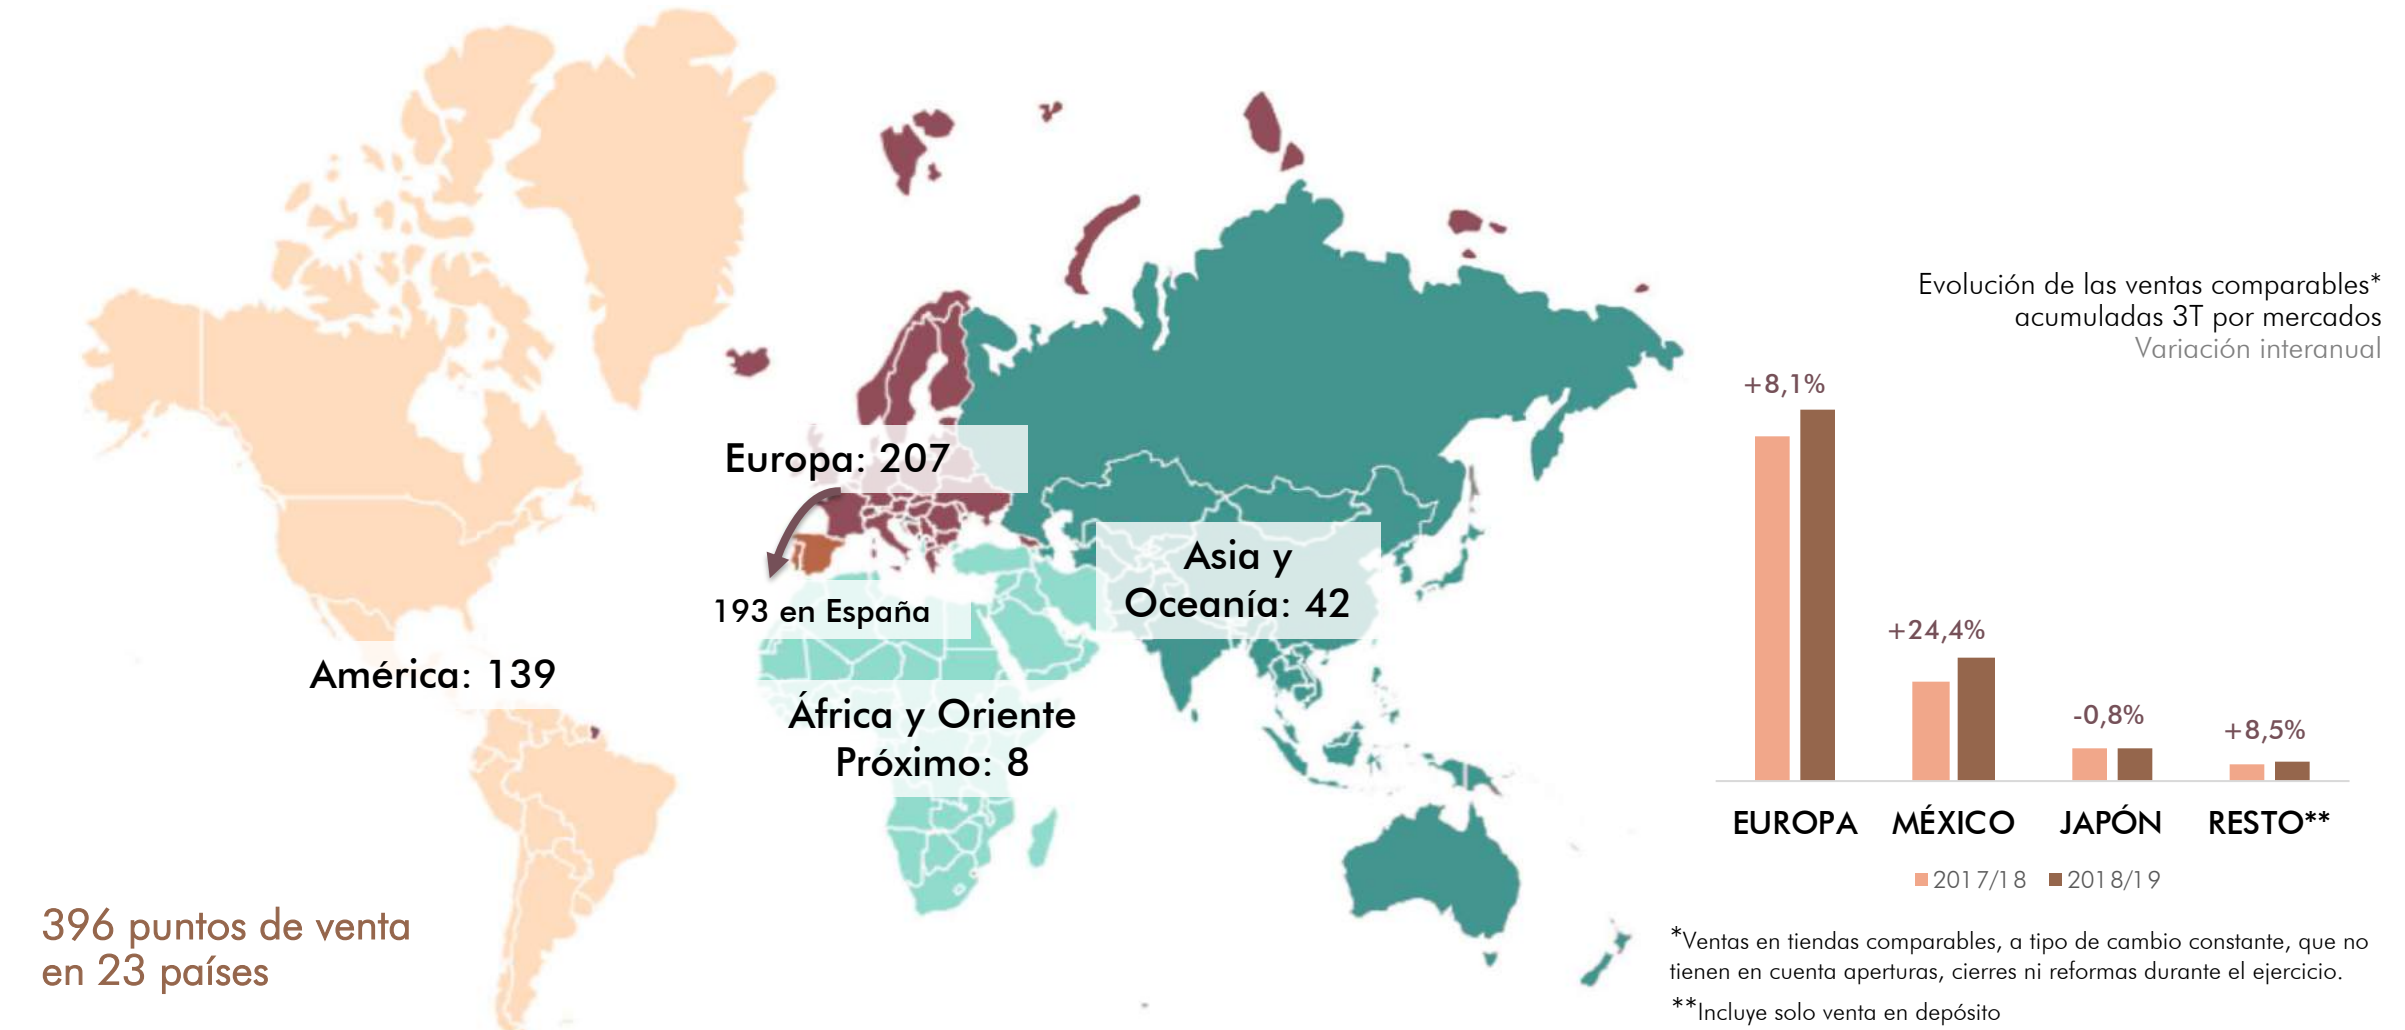 Europa: 207
193 en España
Asia y
Oceanía: 42
América: 139
África y Oriente
Próximo: 8
396 puntos de venta
en 23 países
Evolución de las ventas comparables*
acumuladas 3T por mercados
Variación interanual
+8,1%
+24,4%
-0,8%
+8,5%
EUROPA MÉXICO JAPÓN RESTO**
2017/18 2018/19
*Ventas en tiendas comparables, a tipo de cambio constante, que no
tienen en cuenta aperturas, cierres ni reformas durante el ejercicio.
**Incluye solo venta en depósito